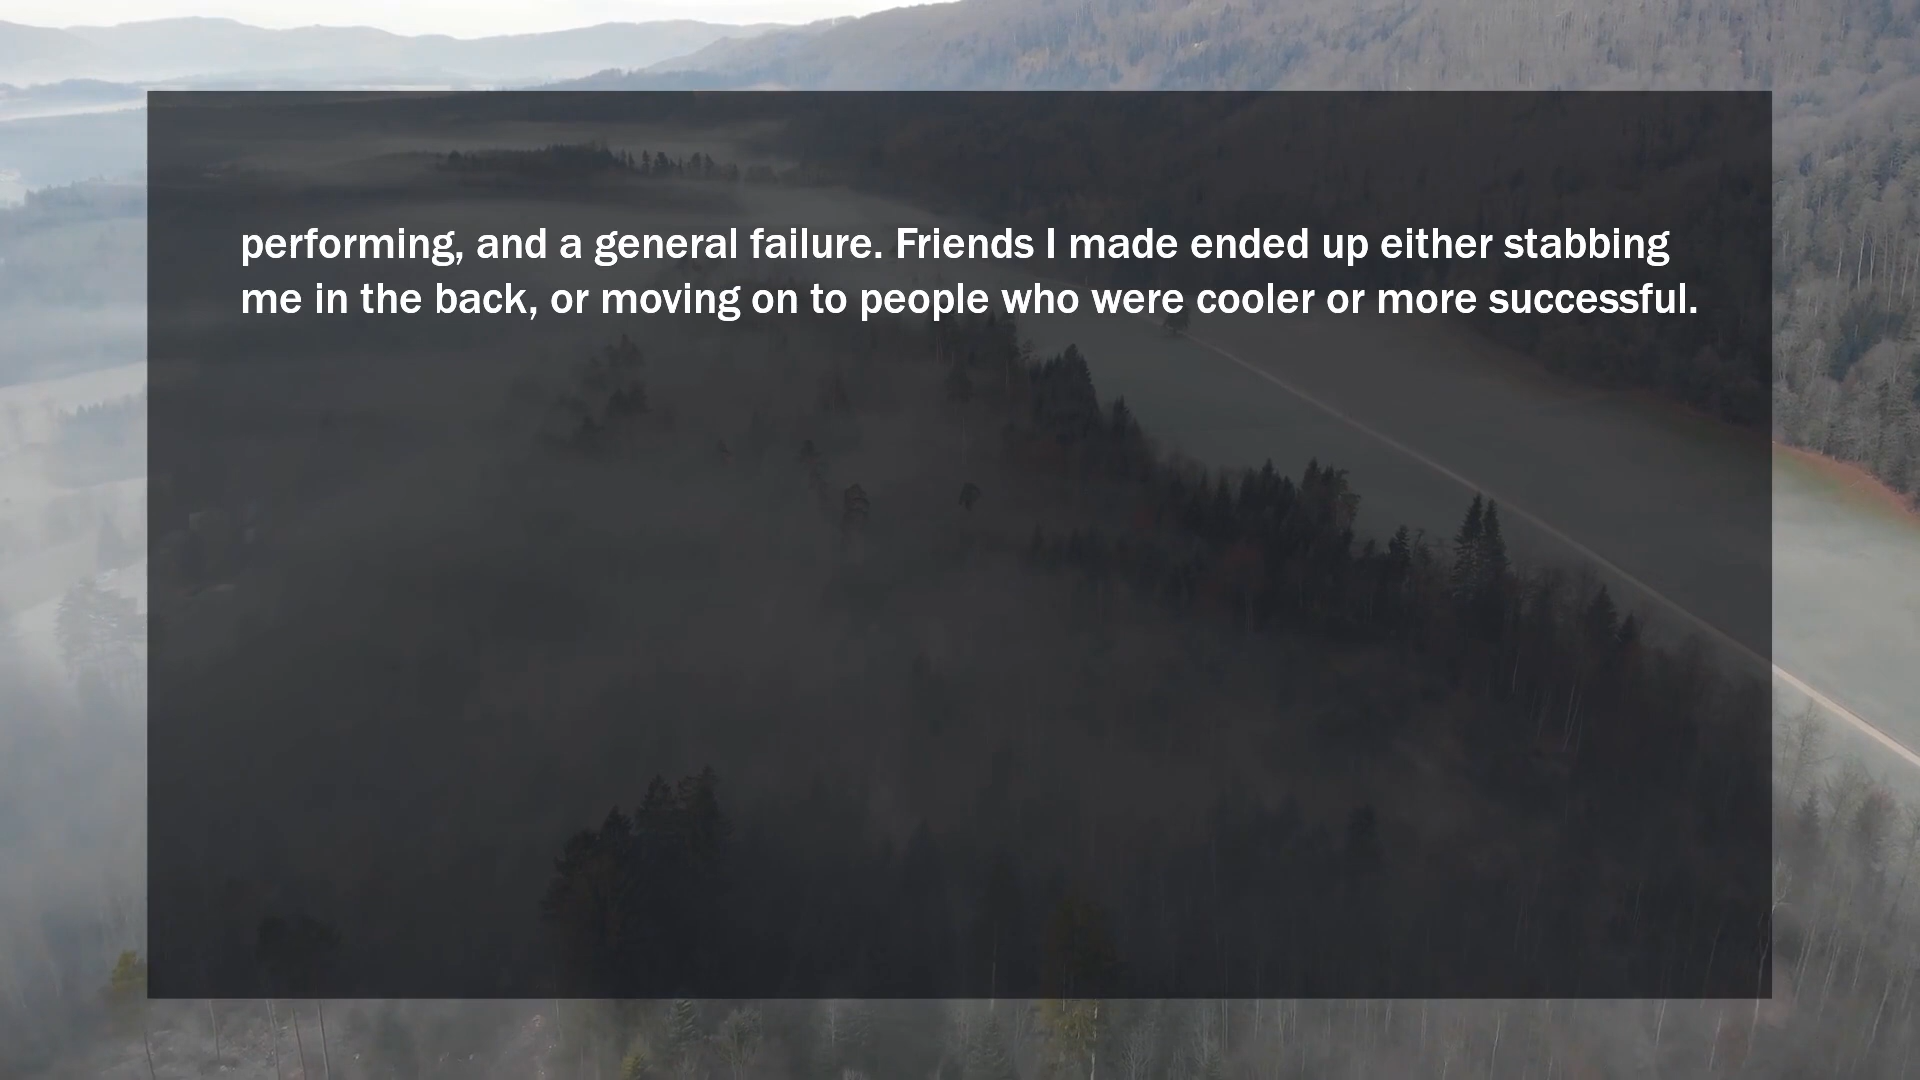 performing, and a general failure. Friends I made ended up either stabbing
me in the back, or moving on to people who were cooler or more successful.